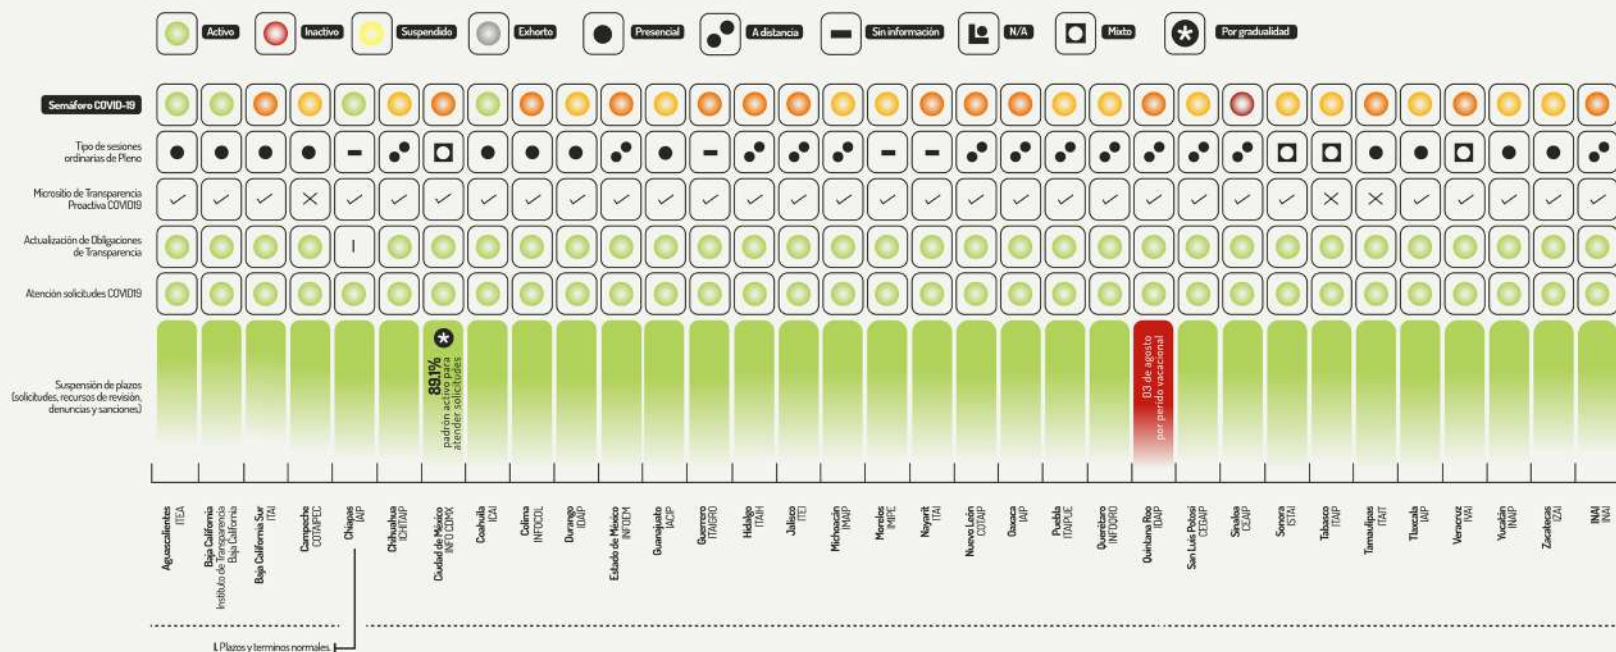 Activo
Inactivo
Suspendido
Exhorto
Presencial
A distancia
Sin información
N/A
Mixto
Por gradualidad
Semáforo COVID-19
Tipo de sesiones
ordinarias de Pleno
Micrositio de Transparencia
Proactiva COVID19
Actualización de Obligaciones
de Transparencia
Atención solicitudes COVID19
Suspensión de plazos
(solicitudes, recursos de revisión,
denuncias y sanciones)
89.1%
padrón activo para
atender solicitudes
03 de agosto
por perido vacacional
Aguascalientes
ITEA
Baja California
Instituto de Transparencia
Baja California
Baja California Sur
ITAI
Campeche
COTAIPEC
Chiapas
IAIP
Chihuahua
ICHITAIP
Ciudad de México
INFO CDMX
Coahuila
ICAI
Colima
INFOCOL
Durango
IDAIP
Estado de México
INFOEM
Guanajuato
IACIP
Guerrero
ITAIGRO
Hidalgo
ITAIH
Jalisco
ITEI
Michoacán
IMAIP
Morelos
IMIPE
Nayarit
ITAI
Nuevo León
COTAIP
Oaxaca
IAIP
Puebla
ITAIPUE
Querétaro
INFOQRO
Quintana Roo
IDAIP
San Luis Potosí
CEGAIP
Sinaloa
CEAIP
Sonora
ISTAI
Tabasco
ITAIP
Tamaulipas
ITAIT
Tlaxcala
IAIP
Veracruz
IVAI
Yucatán
INAIP
Zacatecas
IZAI
INAI
INAI
I. Plazos y terminos normales.